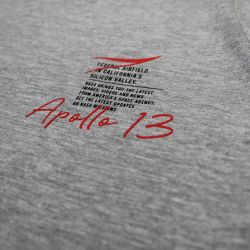 FEDERAL AIRFIELD
IN CALIFORNIA'S
SILICON VALLEY.
NASA BRINGS YOU THE LATEST
IMAGES, VIDEOS AND NEWS
FROM AMERICA'S SPACE AGENCY.
GET THE LATEST UPDATES
ON NASA MISSIONS
Apollo 13